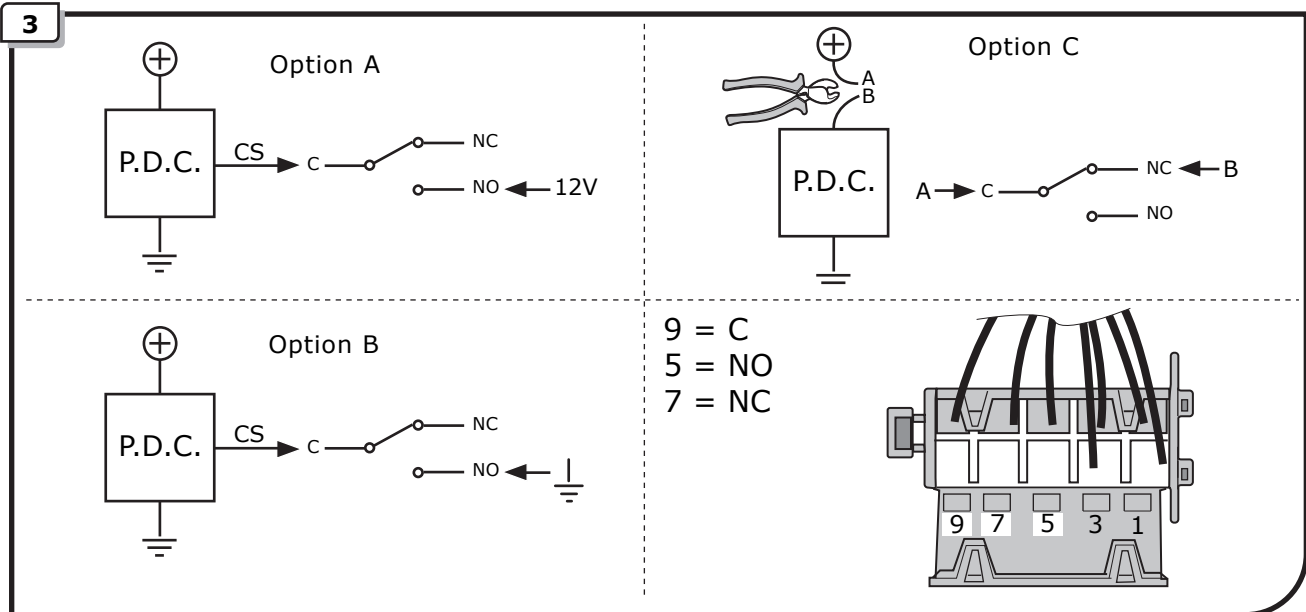 3
Option A
P.D.C.
CS
C
NC
NO
12V
Option C
A
B
P.D.C.
A
C
NC
B
NO
Option B
P.D.C.
CS
C
NC
NO
9 = C
5 = NO
7 = NC
9 7 5 3 1